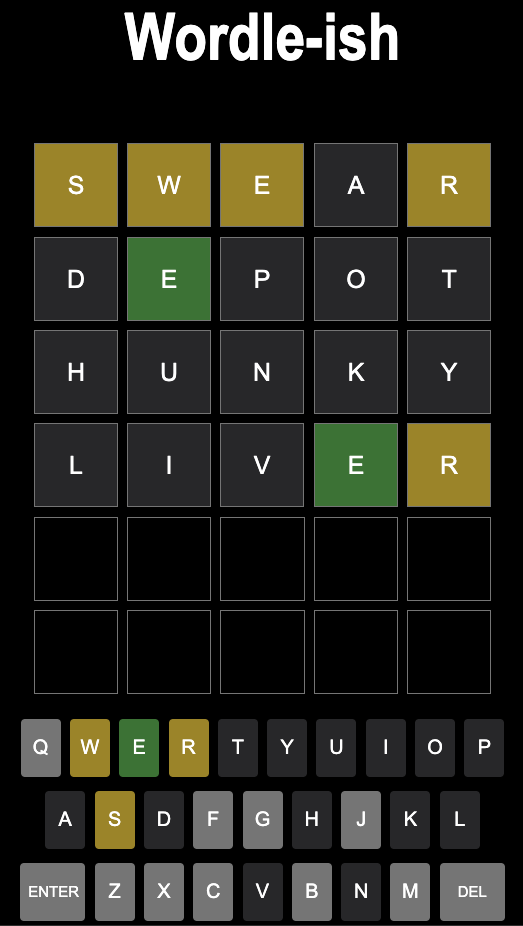 Wordle-ish
S W E A R
D E P O T
H U N K Y
L I V E R
Q W E R T Y U I O P
A S D F G H J K L
ENTER Z X C V B N M DEL